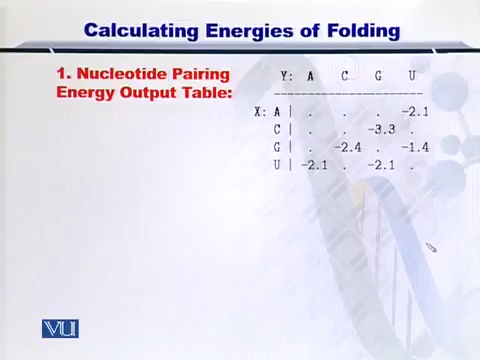 Calculating Energies of Folding
1. Nucleotide Pairing
Energy Output Table:
Y: A C G U
--------------------
X: A | . . . -2.1
C | . . -3.3 .
G | . -2.4 . -1.4
U | -2.1 . -2.1 .
VU